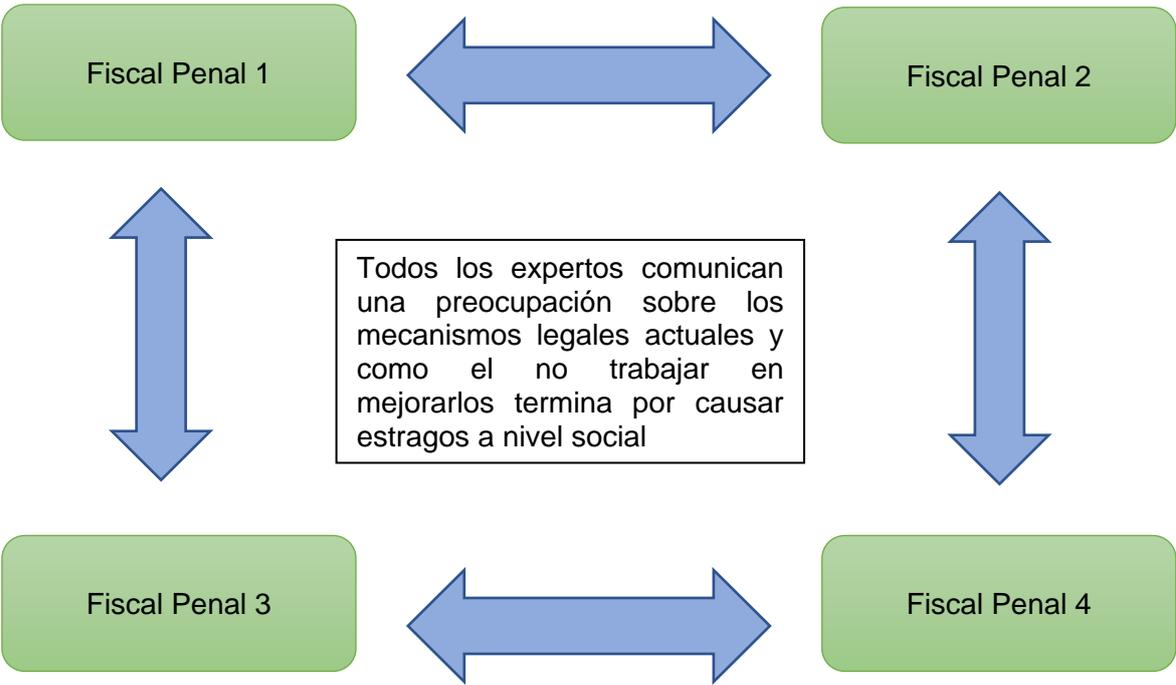 Fiscal Penal 1
Fiscal Penal 2
Todos los expertos comunican
una preocupación sobre los
mecanismos legales actuales y
como el no trabajar en
mejorarlos termina por causar
estragos a nivel social
Fiscal Penal 3
Fiscal Penal 4